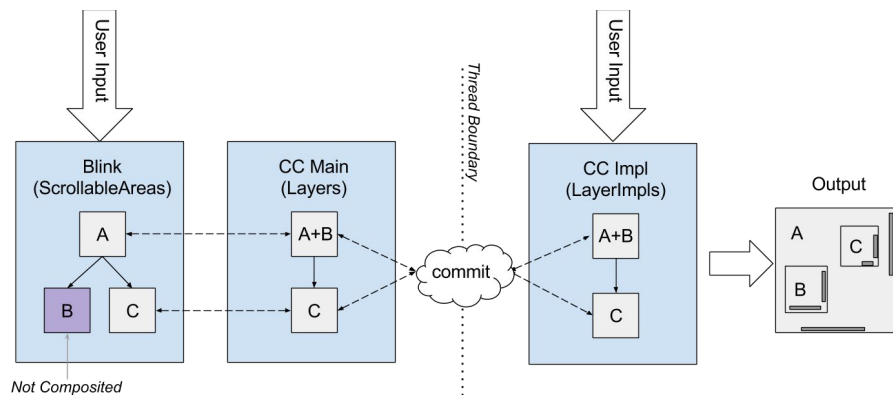 User Input
User Input
Thread Boundary
Blink
(ScrollableAreas)
A
B
C
Not Composited
CC Main
(Layers)
A+B
C
commit
CC Impl
(LayerImpls)
A+B
C
Output
A
C
B